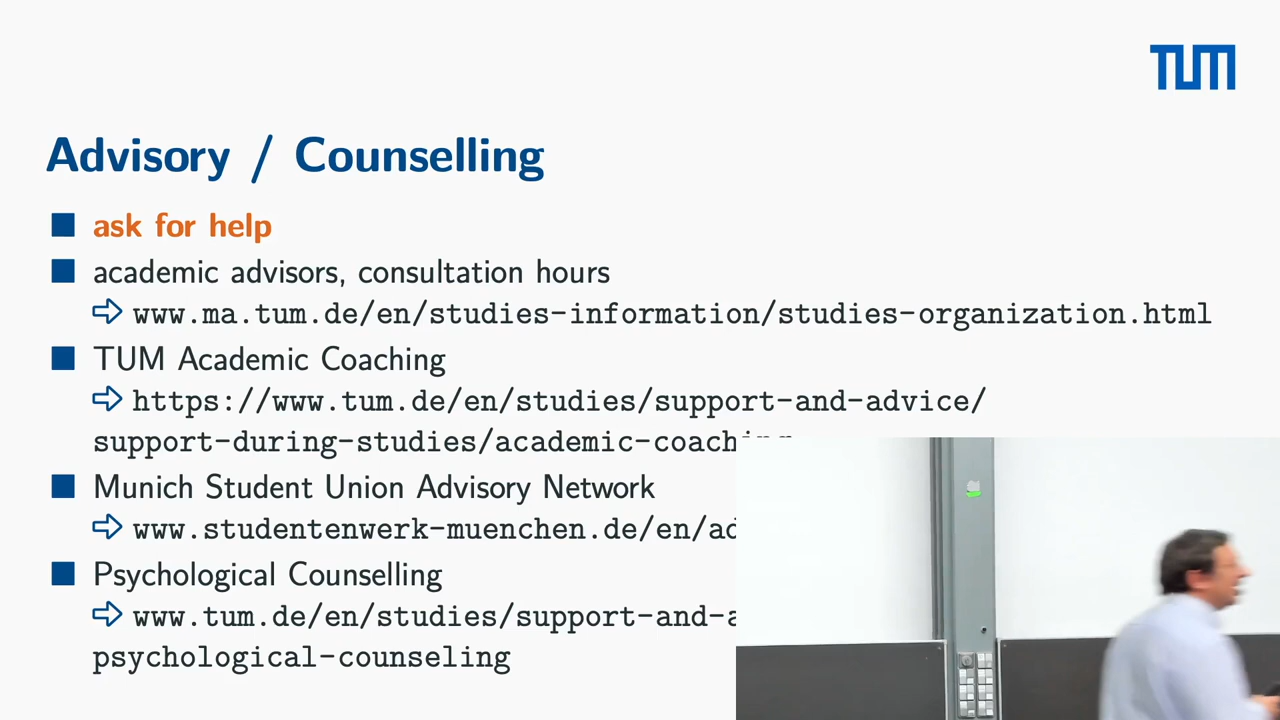 TUM
Advisory / Counselling
ask for help
academic advisors, consultation hours
www.ma.tum.de/en/studies-information/studies-organization.html
TUM Academic Coaching
https://www.tum.de/en/studies/support-and-advice/
support-during-studies/academic-coach
Munich Student Union Advisory Network
www.studentenwerk-muenchen.de/en/ad
Psychological Counselling
www.tum.de/en/studies/support-and-a
psychological-counseling